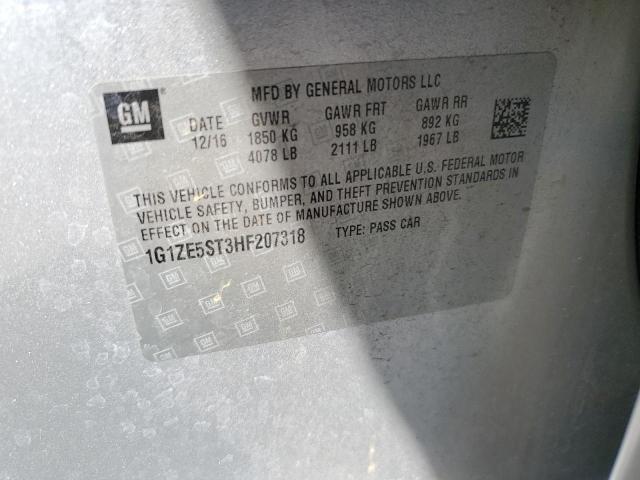 GM
MFD BY GENERAL MOTORS LLC
DATE GVWR GAWR FRT GAWR RR
12/16 1850 KG 958 KG 892 KG
4078 LB 2111 LB 1967 LB
THIS VEHICLE CONFORMS TO ALL APPLICABLE U.S. FEDERAL MOTOR
VEHICLE SAFETY, BUMPER, AND THEFT PREVENTION STANDARDS IN
EFFECT ON THE DATE OF MANUFACTURE SHOWN ABOVE.
1G1ZE5ST3HF207318 TYPE: PASS CAR